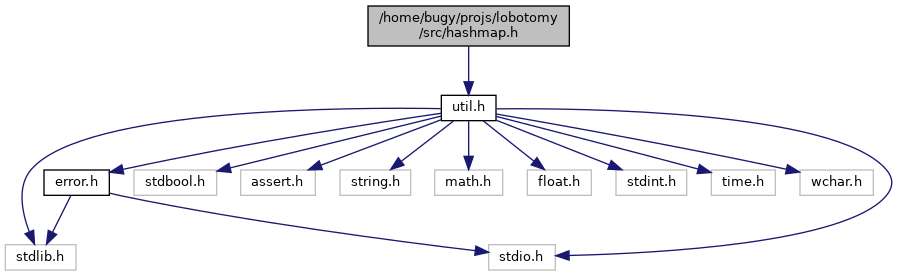 /home/bugy/projs/lobotomy
/src/hashmap.h
util.h
error.h
stdbool.h
assert.h
string.h
math.h
float.h
stdint.h
time.h
wchar.h
stdlib.h
stdio.h